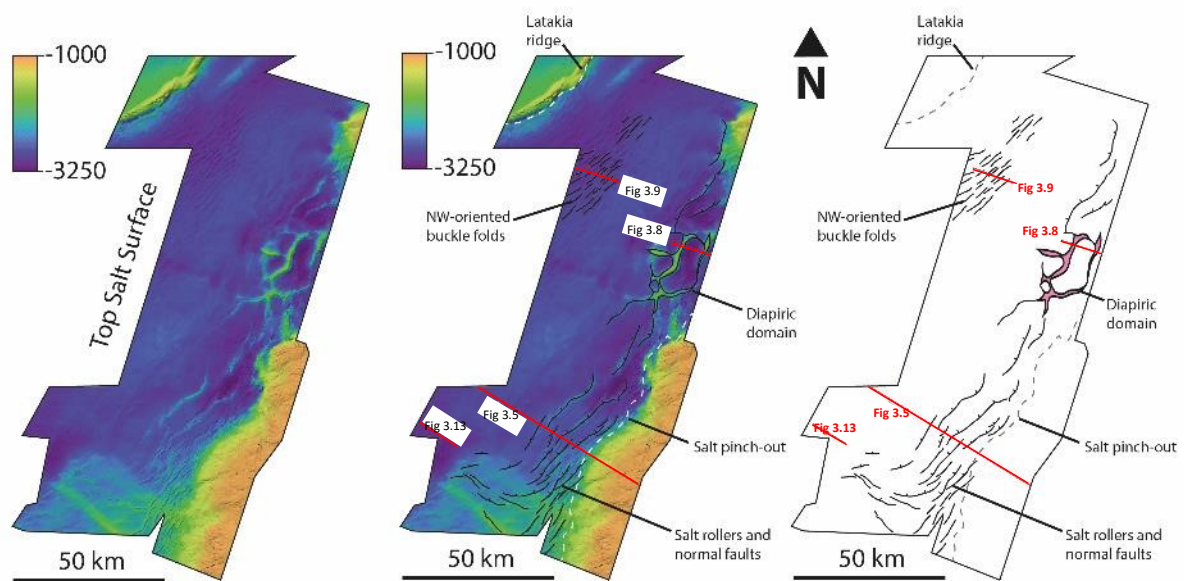 -1000
-3250
Top Salt Surface
50 km
Latakia
ridge
-1000
-3250
Fig 3.9
NW-oriented
buckle folds
Fig 3.8
Diapiric
domain
Fig 3.5
Fig 3.13
Salt pinch-out
Salt rollers and
normal faults
50 km
N
Latakia
ridge
Fig 3.9
NW-oriented
buckle folds
Fig 3.8
Diapiric
domain
Fig 3.5
Fig 3.13
Salt pinch-out
Salt rollers and
normal faults
50 km